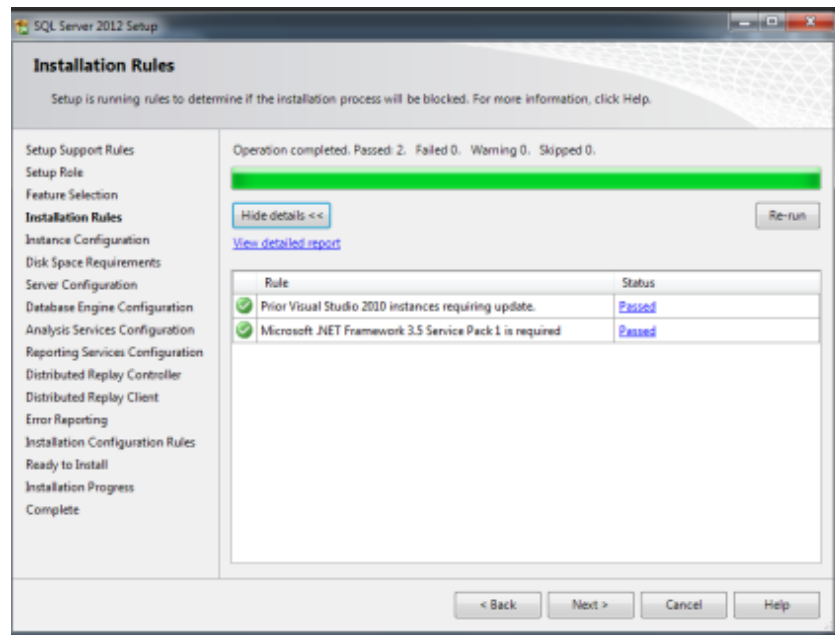 SQL Server 2012 Setup
Installation Rules
Setup is running rules to determine if the installation process will be blocked. For more information, click Help.
Setup Support Rules
Setup Role
Feature Selection
Installation Rules
Instance Configuration
Disk Space Requirements
Server Configuration
Database Engine Configuration
Analysis Services Configuration
Reporting Services Configuration
Distributed Replay Controller
Distributed Replay Client
Error Reporting
Installation Configuration Rules
Ready to Install
Installation Progress
Complete
Operation completed. Passed: 2. Failed 0. Warning 0. Skipped 0.
Hide details <<
Re-run
View detailed report
Rule Status
Prior Visual Studio 2010 instances requiring update. Passed
Microsoft .NET Framework 3.5 Service Pack 1 is required Passed
< Back Next > Cancel Help